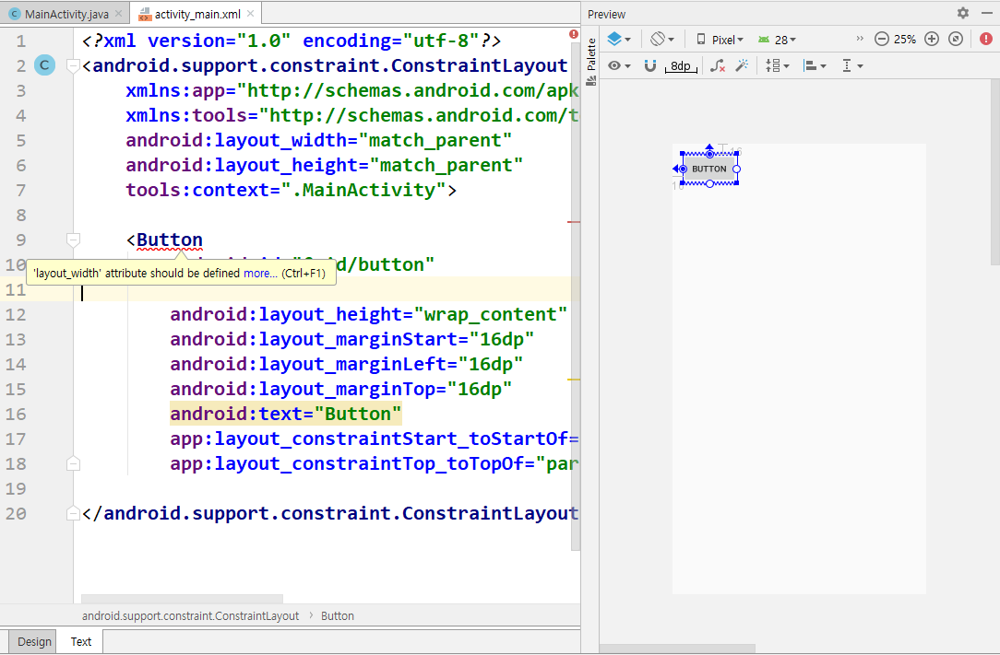 MainActivity.java
activity_main.xml
1 <?xml version="1.0" encoding="utf-8"?>
2 C <android.support.constraint.ConstraintLayout
3 xmlns:app="http://schemas.android.com/apk
4 xmlns:tools="http://schemas.android.com/t
5 android:layout_width="match_parent"
6 android:layout_height="match_parent"
7 tools:context=".MainActivity">
8
9 <Button
10 /button"
'layout_width' attribute should be defined more... (Ctrl+F1)
11
12 android:layout_height="wrap_content"
13 android:layout_marginStart="16dp"
14 android:layout_marginLeft="16dp"
15 android:layout_marginTop="16dp"
16 android:text="Button"
17 app:layout_constraintStart_toStartOf=
18 app:layout_constraintTop_toTopOf="par
19
20 </android.support.constraint.ConstraintLayout
android.support.constraint.ConstraintLayout › Button
Design Text
Preview
Palette
Pixel 28 » 25%
8dp
BUTTON